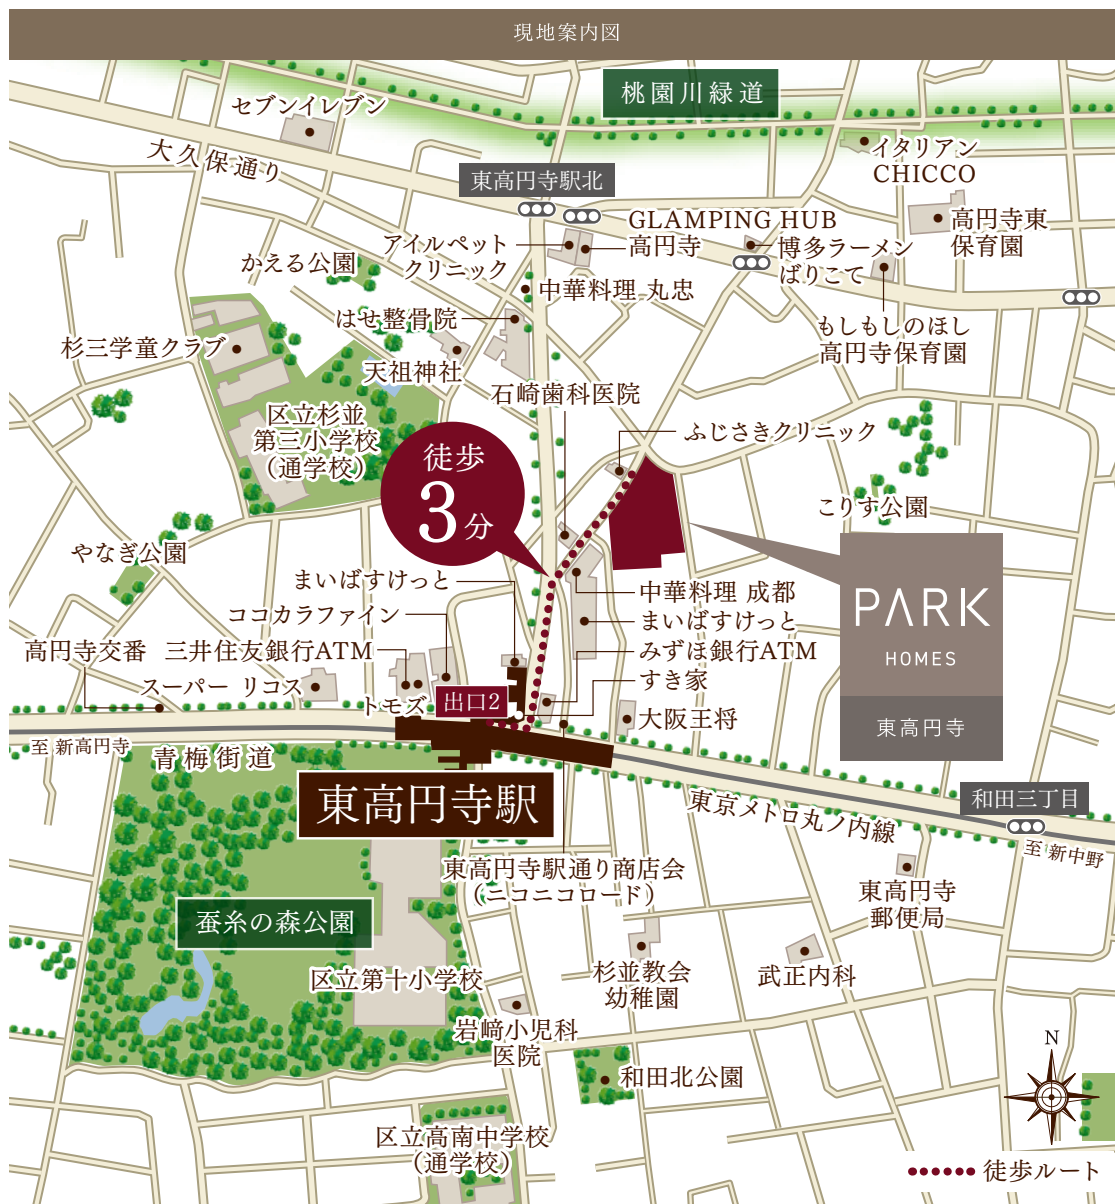 現地案内図
桃園川緑道
セブンイレブン
大久保通り
イタリアン
CHICCO
東高円寺駅北
GLAMPING HUB
高円寺
アイルペット
クリニック
博多ラーメン
ばりこて
高円寺東
保育園
かえる公園
中華料理 丸忠
はせ整骨院
もしもしのほし
高円寺保育園
杉三学童クラブ
天祖神社
石崎歯科医院
区立杉並
第三小学校
(通学校)
徒歩
3分
ふじさきクリニック
こりす公園
やなぎ公園
まいばすけっと
ココカラファイン
中華料理 成都
まいばすけっと
みずほ銀行ATM
すき家
大阪王将
PARK
HOMES
東高円寺
高円寺交番
三井住友銀行ATM
スーパー リコス
トモズ
出口2
至 新高円寺
青梅街道
東高円寺駅
東京メトロ丸ノ内線
和田三丁目
至 新中野
東高円寺駅通り商店会
(ニコニコロード)
東高円寺
郵便局
蚕糸の森公園
区立第十小学校
杉並教会
幼稚園
武正内科
岩﨑小児科
医院
和田北公園
N
区立高南中学校
(通学校)
徒歩ルート